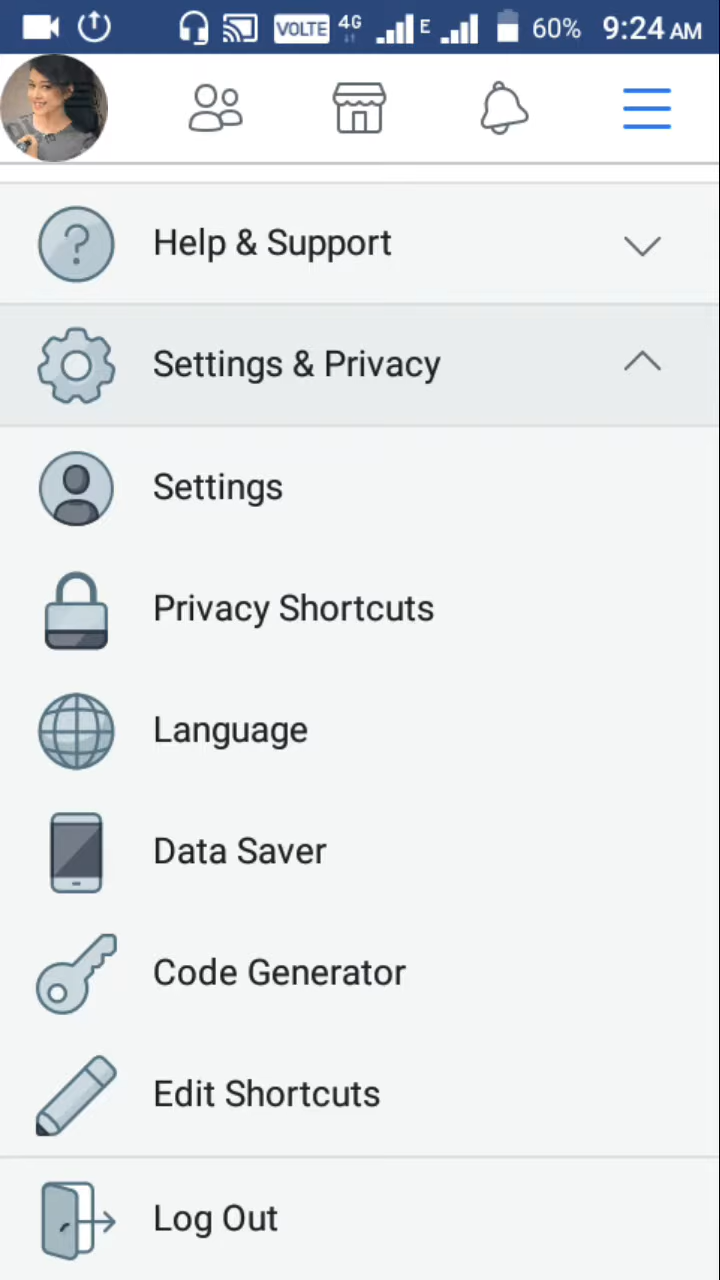 VOLTE 4G E 60% 9:24 AM
Help & Support
Settings & Privacy
Settings
Privacy Shortcuts
Language
Data Saver
Code Generator
Edit Shortcuts
Log Out